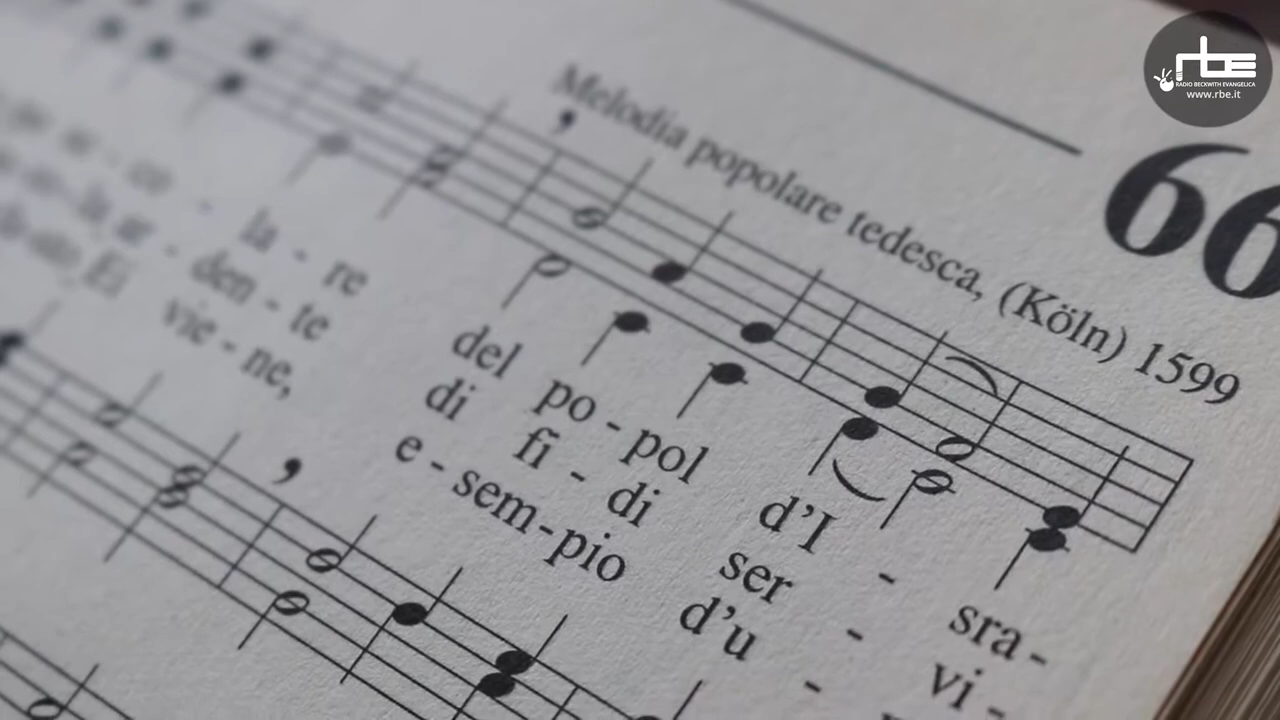 rbe
RADIO BECKWITH EVANGELICA
www.rbe.it
66
Melodia popolare tedesca, (Köln) 1599
la - re del po - pol d'I - sra -
den - te di fi - di ser - vi -
vie - ne, e - sem - pio d'u -